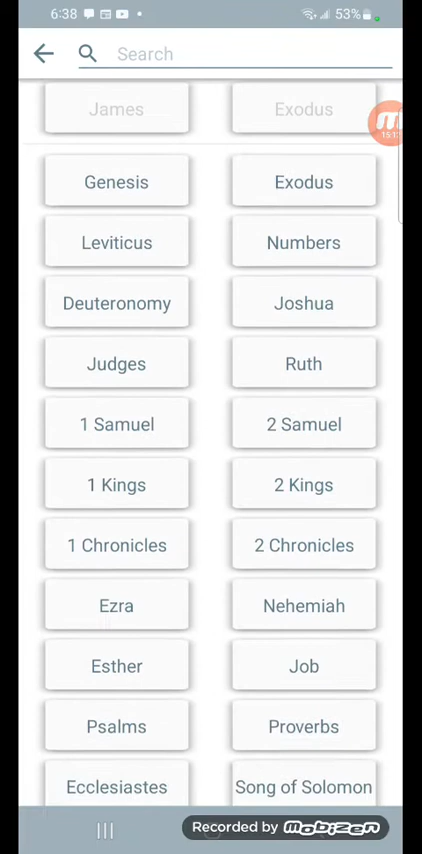 6:38 53%
Search
James Exodus
Genesis Exodus
Leviticus Numbers
Deuteronomy Joshua
Judges Ruth
1 Samuel 2 Samuel
1 Kings 2 Kings
1 Chronicles 2 Chronicles
Ezra Nehemiah
Esther Job
Psalms Proverbs
Ecclesiastes Song of Solomon
Recorded by mobizen